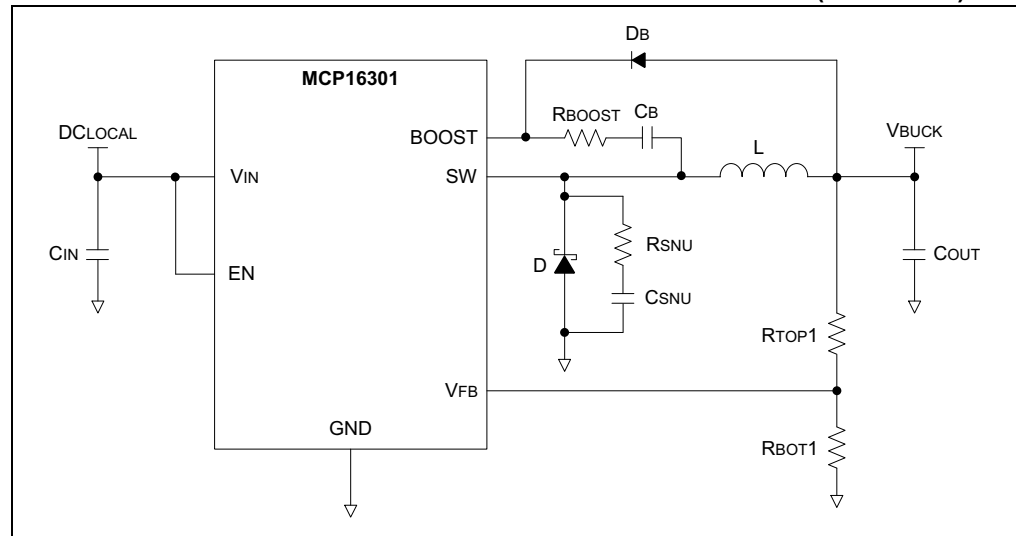 DB
MCP16301
RBOOST
CB
DCLOCAL
BOOST
VBUCK
L
VIN
SW
CIN
EN
D
RSNU
CSNU
COUT
RTOP1
VFB
GND
RBOT1